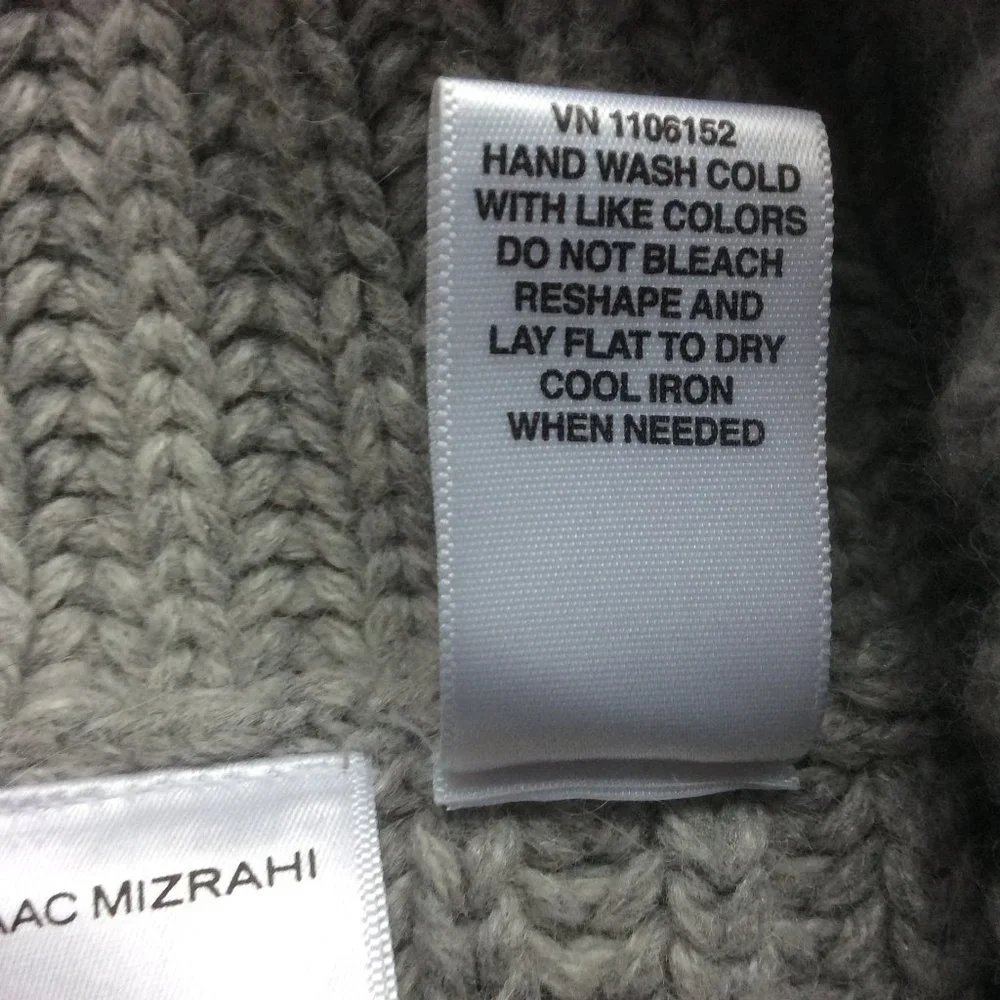 VN 1106152
HAND WASH COLD
WITH LIKE COLORS
DO NOT BLEACH
RESHAPE AND
LAY FLAT TO DRY
COOL IRON
WHEN NEEDED
AAC MIZRAHI